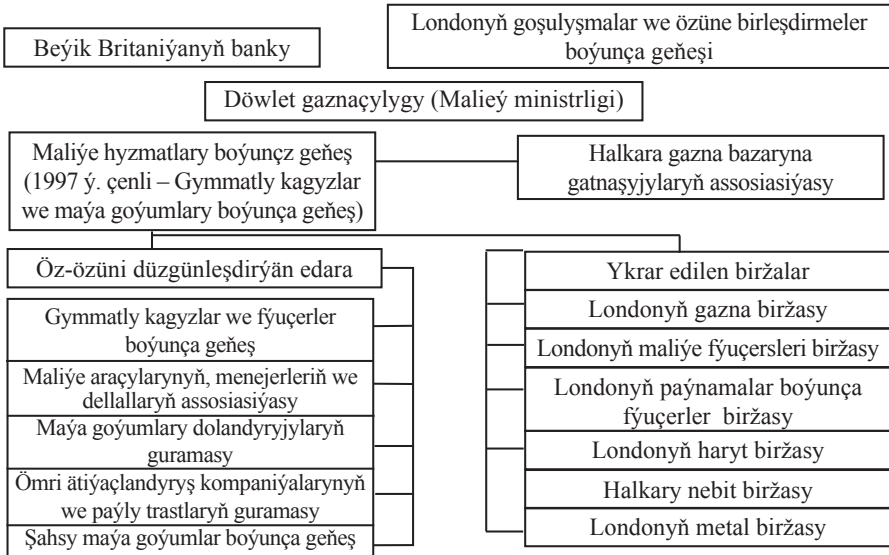 Beýik Britaniýanyň banky
Londonyň goşulyşmalar we özüne birleşdirmeler
boýunça geňeşi
Döwlet gaznaçylygy (Malieý ministrligi)
Maliýe hyzmatlary boýunçz geňeş
(1997 ý. çenli – Gymmatly kagyzlar
we maýa goýumlary boýunça geňeş)
Halkara gazna bazaryna
gatnaşyjylaryň assosiasiýasy
Öz-özüni düzgünleşdirýän edara
Gymmatly kagyzlar we fýuçerler
boýunça geňeş
Maliýe araçylarynyň, menejerleriň we
dellallaryň assosiasiýasy
Maýa goýumlary dolandyryjylaryň
guramasy
Ömri ätiýaçlandyryş kompaniýalarynyň
we paýly trastlaryň guramasy
Şahsy maýa goýumlar boýunça geňeş
Ykrar edilen biržalar
Londonyň gazna biržasy
Londonyň maliýe fýuçersleri biržasy
Londonyň paýnamalar boýunça
fýuçerler biržasy
Londonyň haryt biržasy
Halkary nebit biržasy
Londonyň metal biržasy